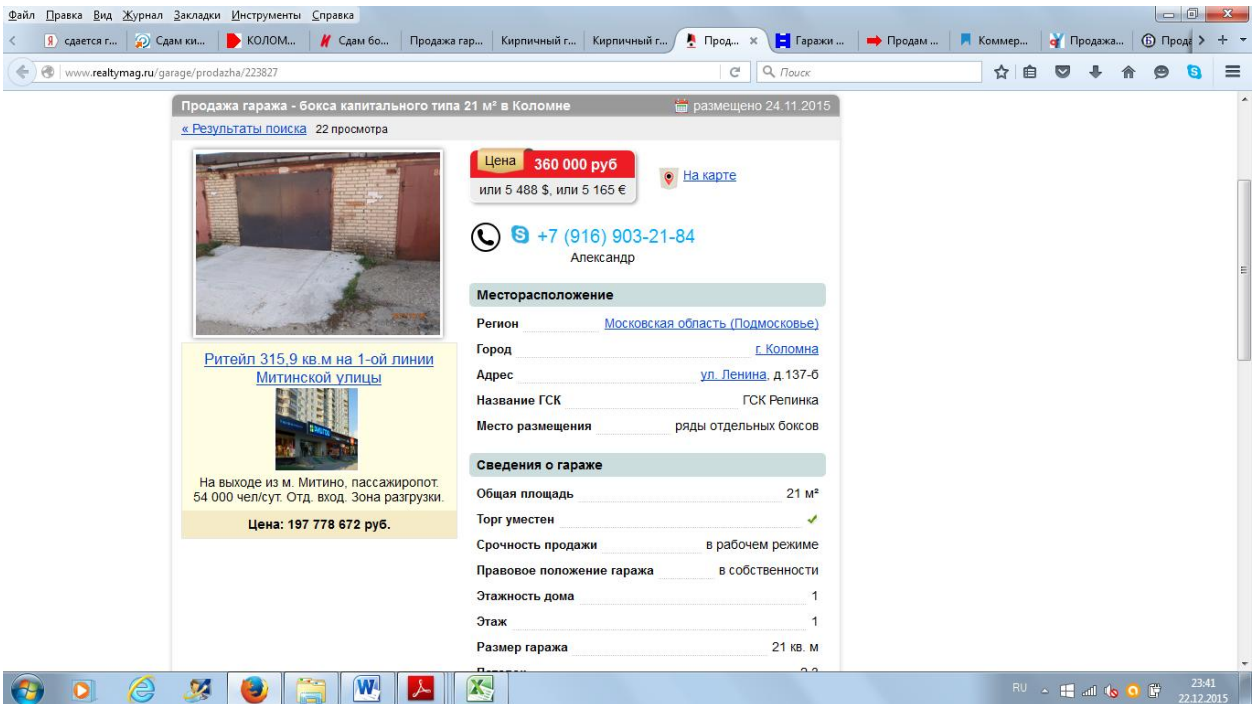 Файл Правка Вид Журнал Закладки Инструменты Справка
сдается г... Сдам ки... КОЛОМ... Сдам бо... Продажа гар... Кирпичный г... Кирпичный г... Прод... Гаражи ... Продам ... Коммер... Продажа... Прода
www.realtymag.ru/garage/prodazha/223827 Поиск
Продажа гаража - бокса капитального типа 21 м² в Коломне размещено 24.11.2015
« Результаты поиска 22 просмотра
Цена 360 000 руб
или 5 488 $, или 5 165 €
На карте
+7 (916) 903-21-84
Александр
Месторасположение
Регион Московская область (Подмосковье)
Город г. Коломна
Адрес ул. Ленина, д.137-б
Название ГСК ГСК Репинка
Место размещения ряды отдельных боксов
Сведения о гараже
Общая площадь 21 м²
Торг уместен
Срочность продажи в рабочем режиме
Правовое положение гаража в собственности
Этажность дома 1
Этаж 1
Размер гаража 21 кв. м
Ритейл 315,9 кв.м на 1-ой линии
Митинской улицы
На выходе из м. Митино, пассажиропот.
54 000 чел/сут. Отд. вход. Зона разгрузки.
Цена: 197 778 672 руб.
RU 23:41
22.12.2015